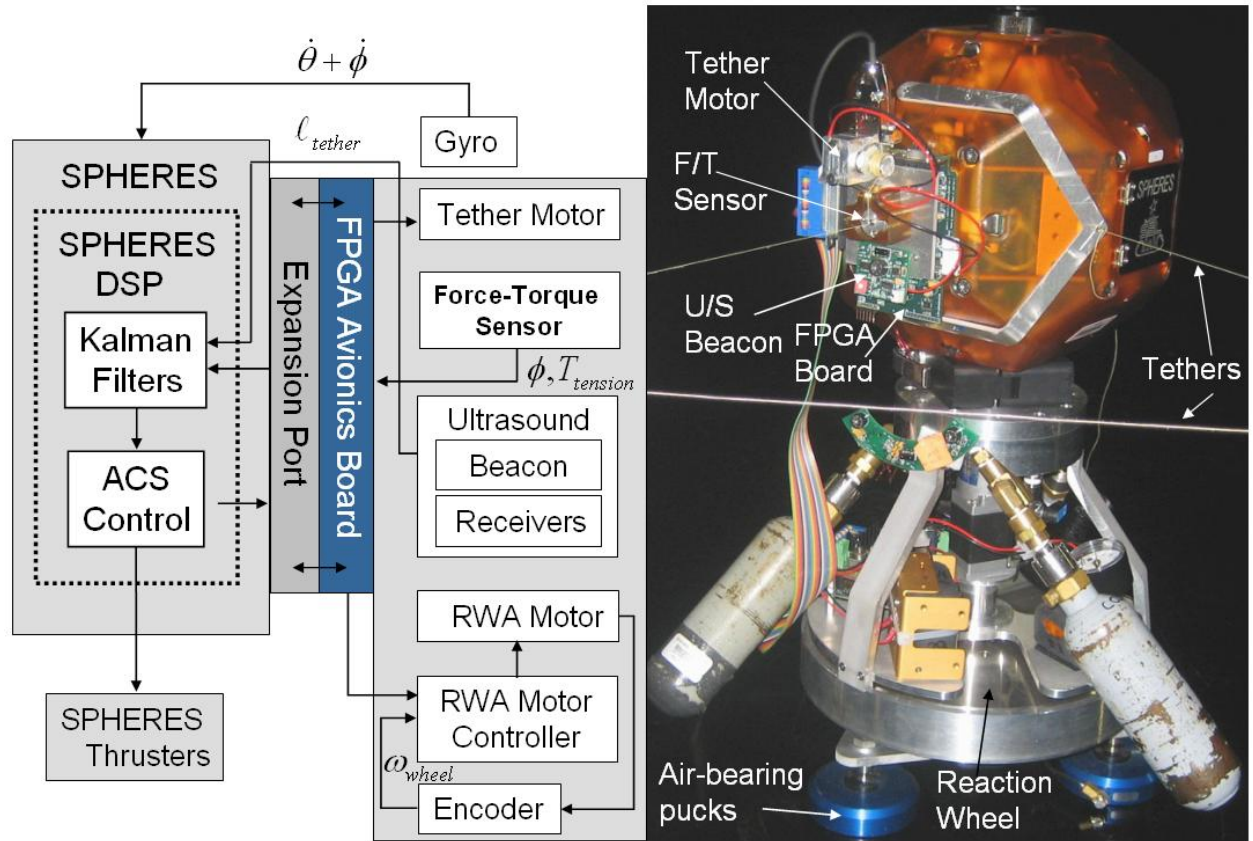 θ̇ + φ̇
ℓ_tether
Gyro
SPHERES
SPHERES
DSP
Kalman
Filters
ACS
Control
SPHERES
Thrusters
Expansion Port
FPGA Avionics Board
Tether Motor
Force-Torque
Sensor
ϕ, T_tension
Ultrasound
Beacon
Receivers
RWA Motor
RWA Motor
Controller
ω_wheel
Encoder
Tether
Motor
F/T
Sensor
U/S
Beacon
FPGA
Board
Tethers
SPHERES
Air-bearing
pucks
Reaction
Wheel